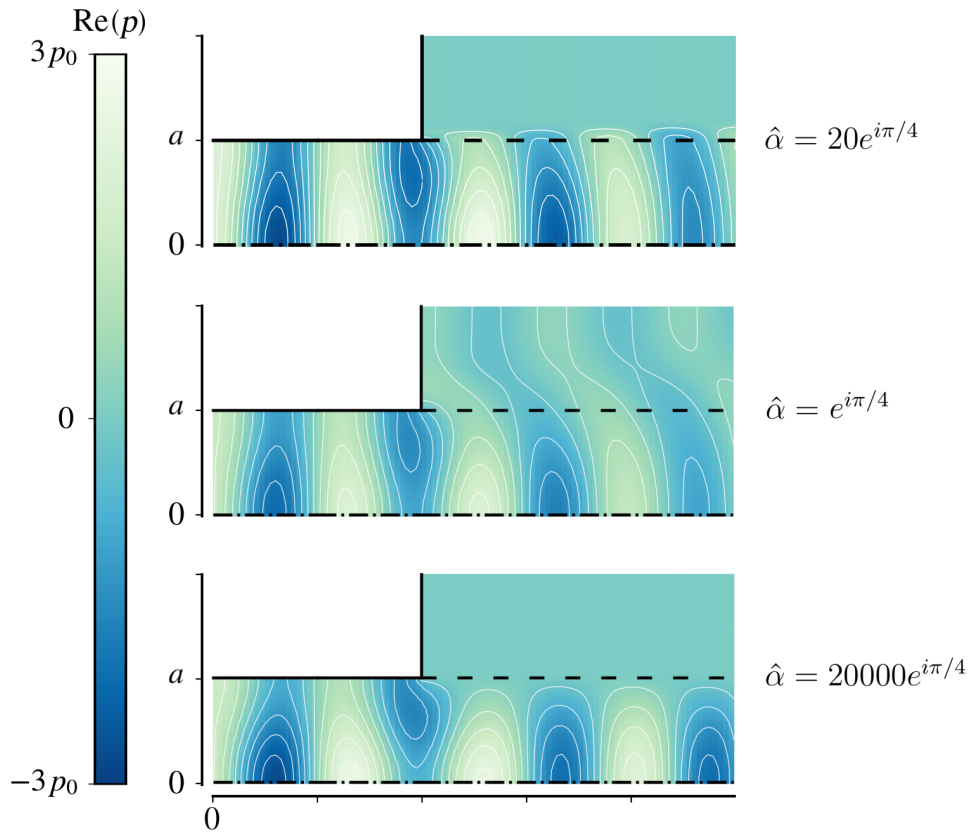 Re(p)
3p₀
0
−3p₀
a
0
α̂ = 20e^{iπ/4}
a
0
α̂ = e^{iπ/4}
a
0
α̂ = 20000e^{iπ/4}
0